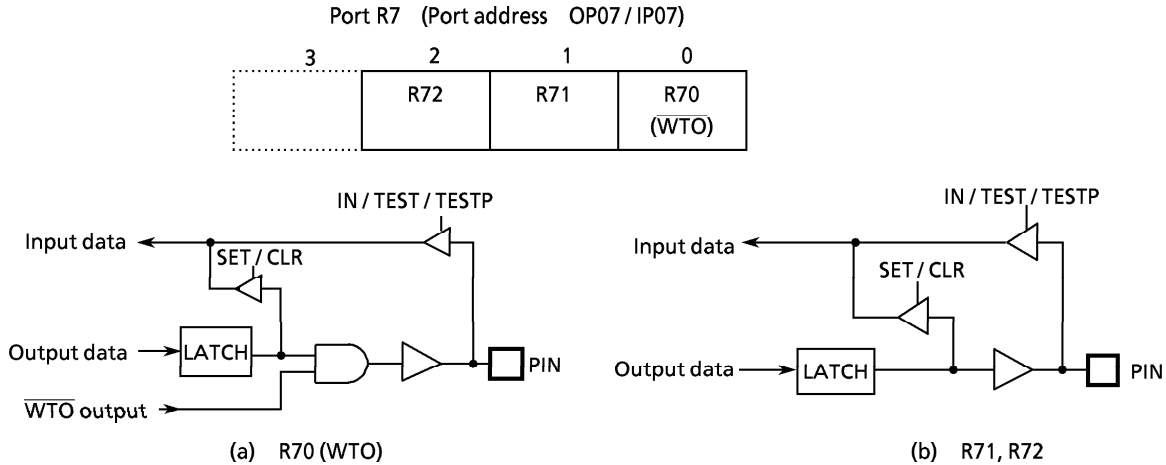 Port R7 (Port address OP07 / IP07)
3 2 1 0
R72 R71 R70
(W̅T̅O̅)
IN / TEST / TESTP
Input data
SET / CLR
Output data
LATCH
PIN
W̅T̅O̅ output
(a) R70 (WTO)
IN / TEST / TESTP
Input data
SET / CLR
Output data
LATCH
PIN
(b) R71, R72